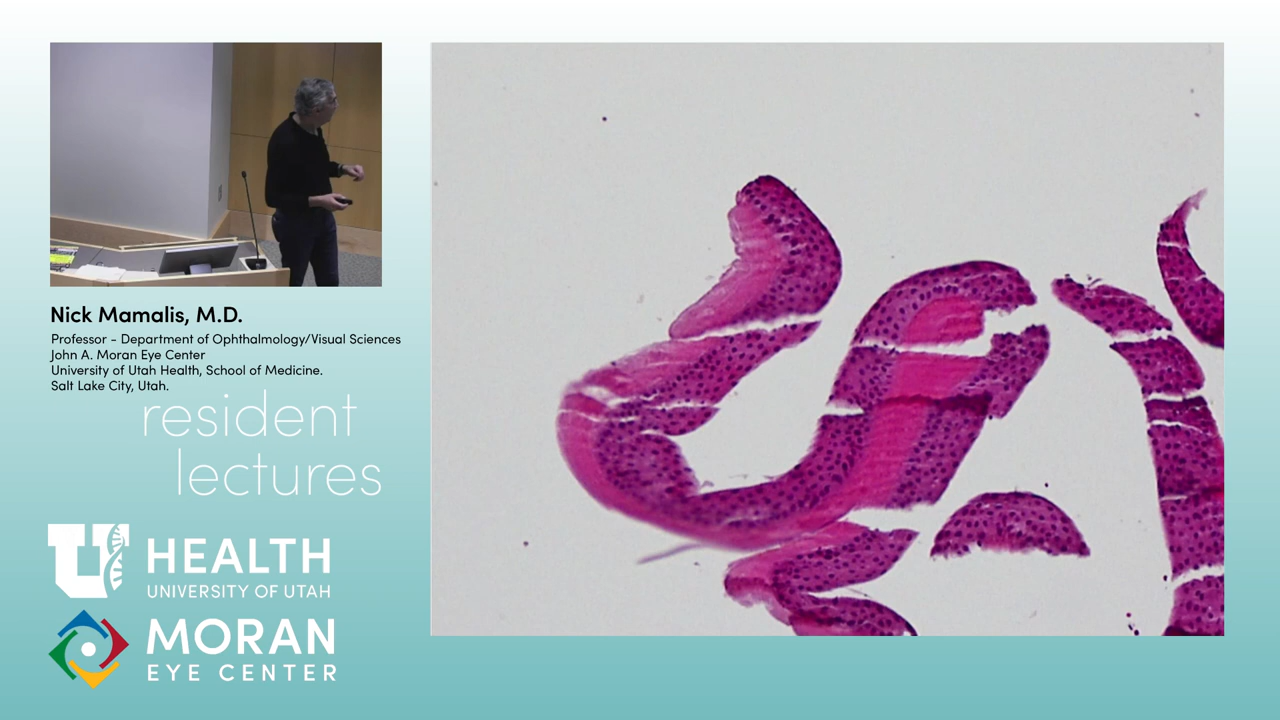 Nick Mamalis, M.D.
Professor - Department of Ophthalmology/Visual Sciences
John A. Moran Eye Center
University of Utah Health, School of Medicine.
Salt Lake City, Utah.
resident
lectures
U HEALTH
UNIVERSITY OF UTAH
MORAN
EYE CENTER